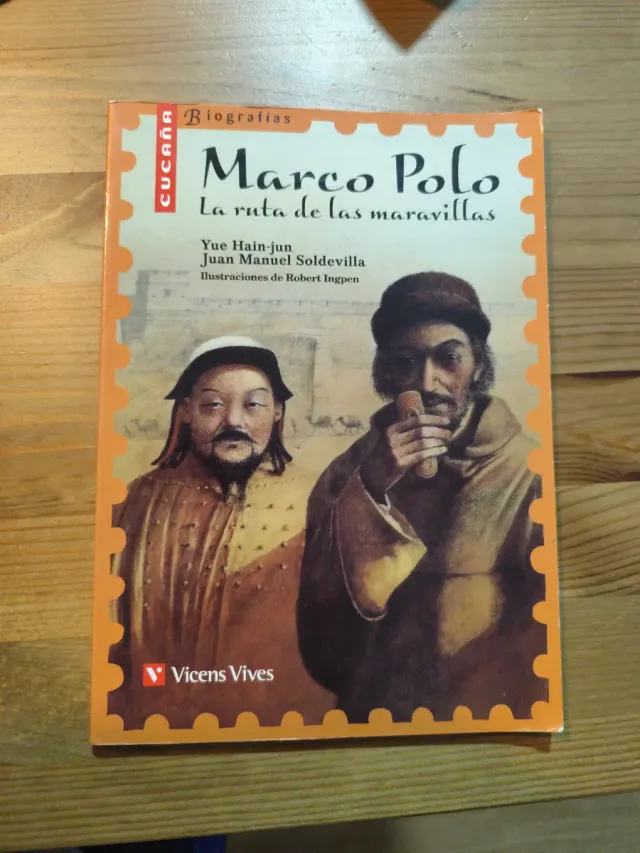 CUCAÑA
Biografías
Marco Polo
La ruta de las maravillas
Yue Hain-jun
Juan Manuel Soldevilla
Ilustraciones de Robert Ingpen
V
Vicens Vives